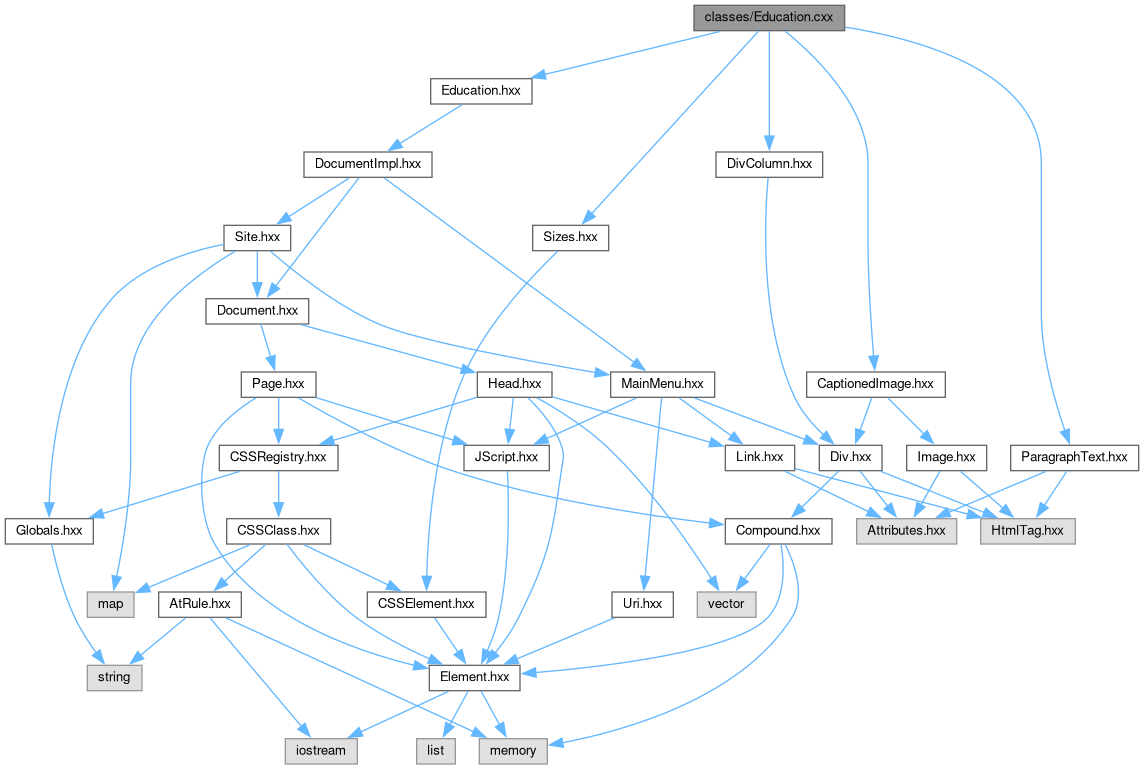 classes/Education.cxx
Education.hxx
DocumentImpl.hxx
DivColumn.hxx
Site.hxx
Sizes.hxx
Document.hxx
Page.hxx
Head.hxx
MainMenu.hxx
CaptionedImage.hxx
CSSRegistry.hxx
JScript.hxx
Link.hxx
Div.hxx
Image.hxx
ParagraphText.hxx
Globals.hxx
CSSClass.hxx
Compound.hxx
Attributes.hxx
HtmlTag.hxx
map
AtRule.hxx
CSSElement.hxx
Uri.hxx
vector
string
Element.hxx
iostream
list
memory